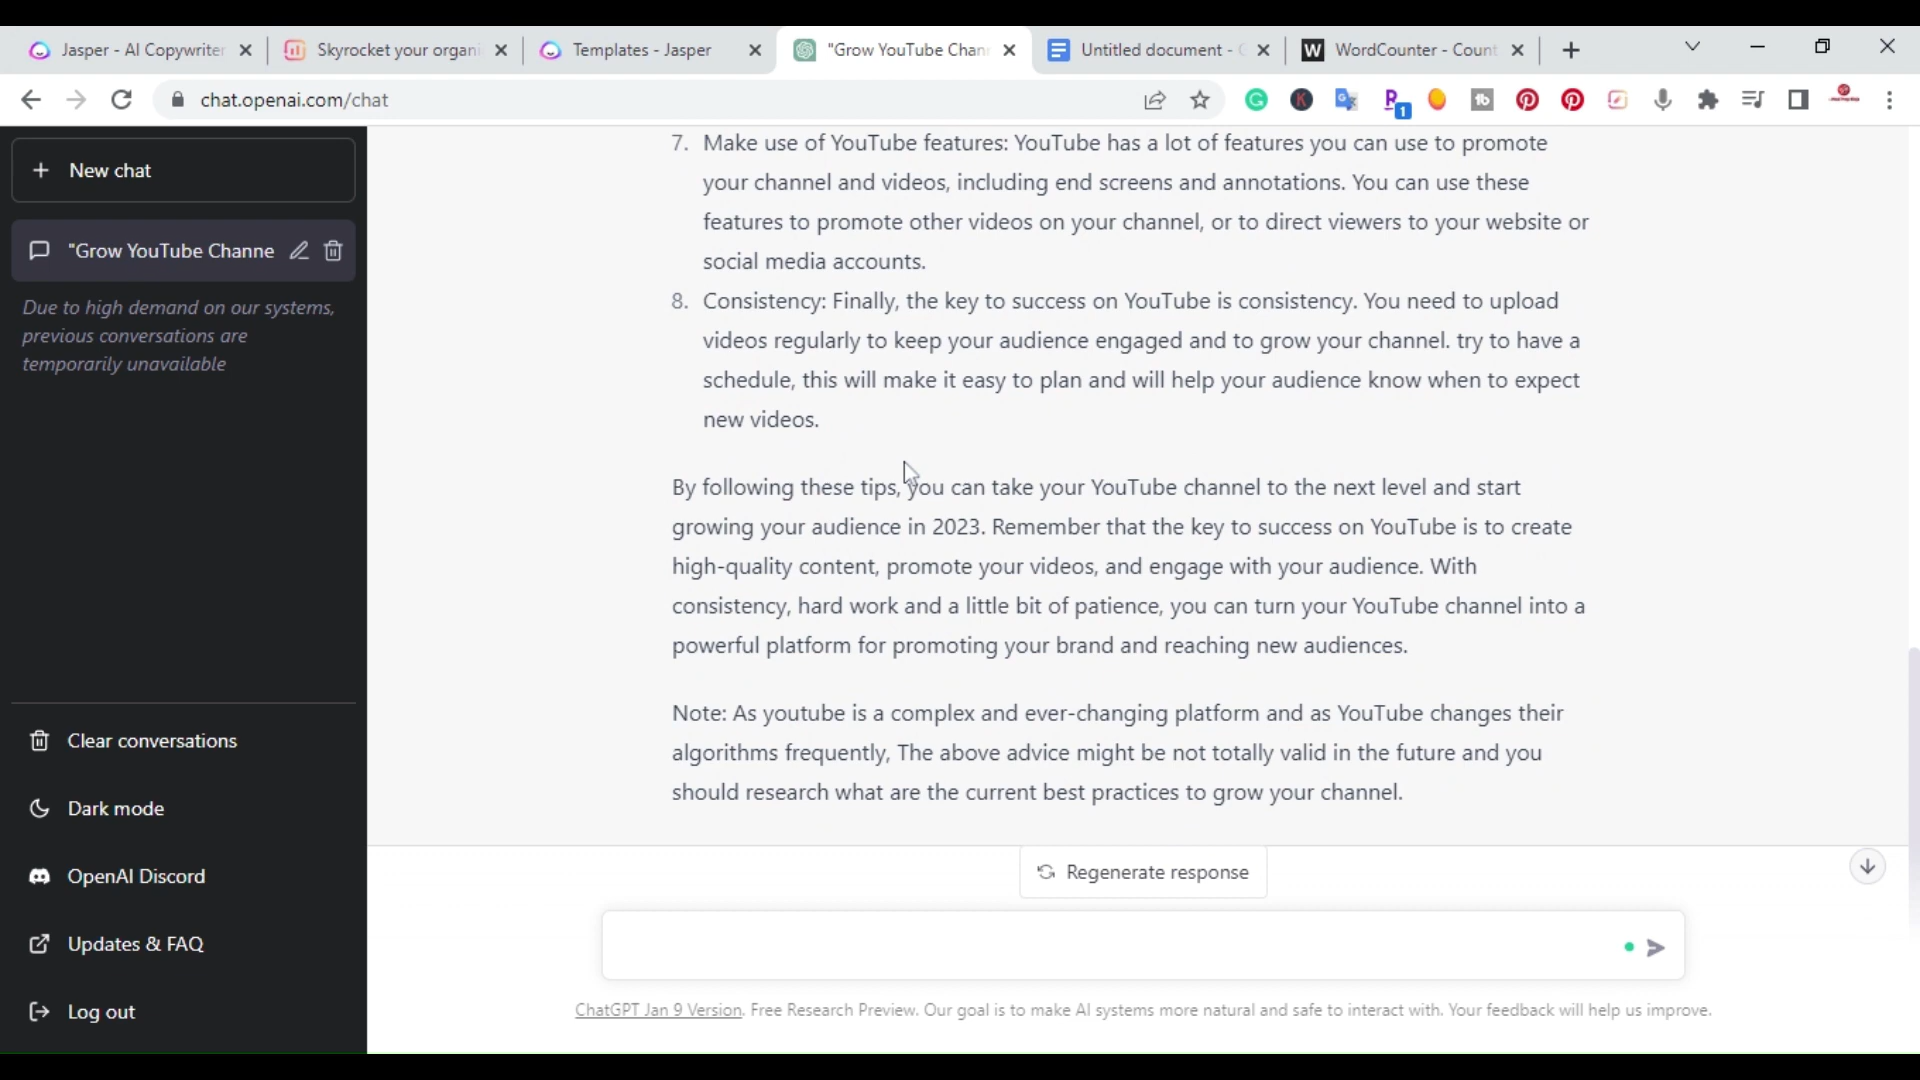 Jasper - AI Copywriter
Skyrocket your organi
Templates - Jasper
"Grow YouTube Chann
Untitled document - G
W WordCounter - Count
chat.openai.com/chat
1
New chat
"Grow YouTube Channe
Due to high demand on our systems,
previous conversations are
temporarily unavailable
Clear conversations
Dark mode
OpenAI Discord
Updates & FAQ
Log out
7. Make use of YouTube features: YouTube has a lot of features you can use to promote
your channel and videos, including end screens and annotations. You can use these
features to promote other videos on your channel, or to direct viewers to your website or
social media accounts.
8. Consistency: Finally, the key to success on YouTube is consistency. You need to upload
videos regularly to keep your audience engaged and to grow your channel. try to have a
schedule, this will make it easy to plan and will help your audience know when to expect
new videos.
By following these tips, you can take your YouTube channel to the next level and start
growing your audience in 2023. Remember that the key to success on YouTube is to create
high-quality content, promote your videos, and engage with your audience. With
consistency, hard work and a little bit of patience, you can turn your YouTube channel into a
powerful platform for promoting your brand and reaching new audiences.
Note: As youtube is a complex and ever-changing platform and as YouTube changes their
algorithms frequently, The above advice might be not totally valid in the future and you
should research what are the current best practices to grow your channel.
Regenerate response
ChatGPT Jan 9 Version. Free Research Preview. Our goal is to make AI systems more natural and safe to interact with. Your feedback will help us improve.